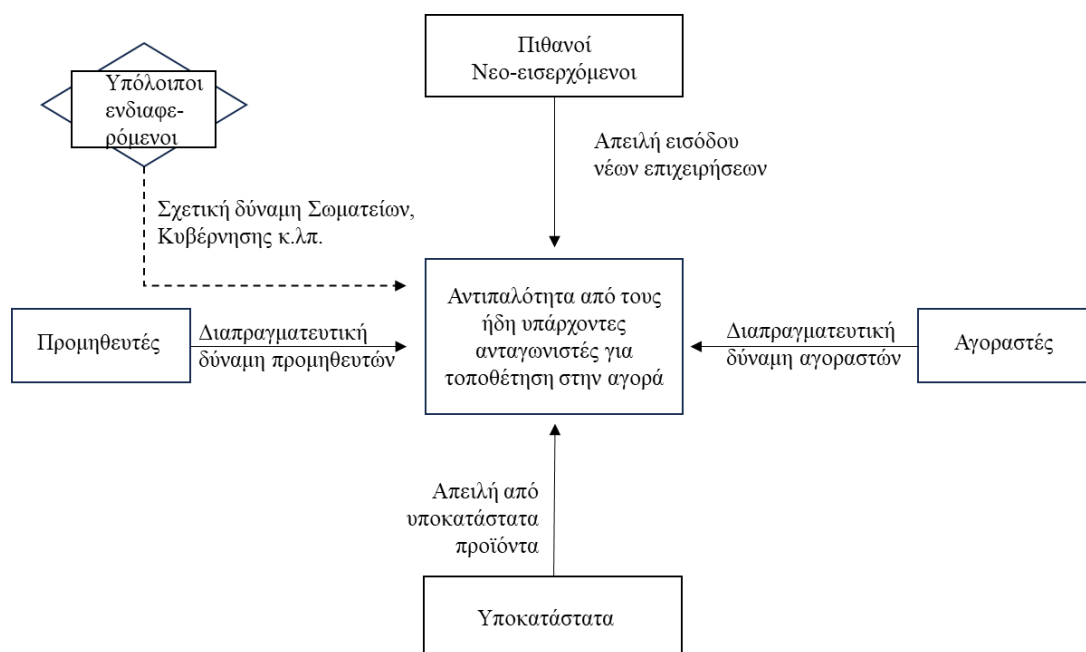 Πιθανοί
Νεο-εισερχόμενοι
Υπόλοιποι
ενδιαφε-
ρόμενοι
Απειλή εισόδου
νέων επιχειρήσεων
Σχετική δύναμη Σωματείων,
Κυβέρνησης κ.λπ.
Προμηθευτές
Διαπραγματευτική
δύναμη προμηθευτών
Αντιπαλότητα από τους
ήδη υπάρχοντες
ανταγωνιστές για
τοποθέτηση στην αγορά
Διαπραγματευτική
δύναμη αγοραστών
Αγοραστές
Απειλή από
υποκατάστατα
προϊόντα
Υποκατάστατα